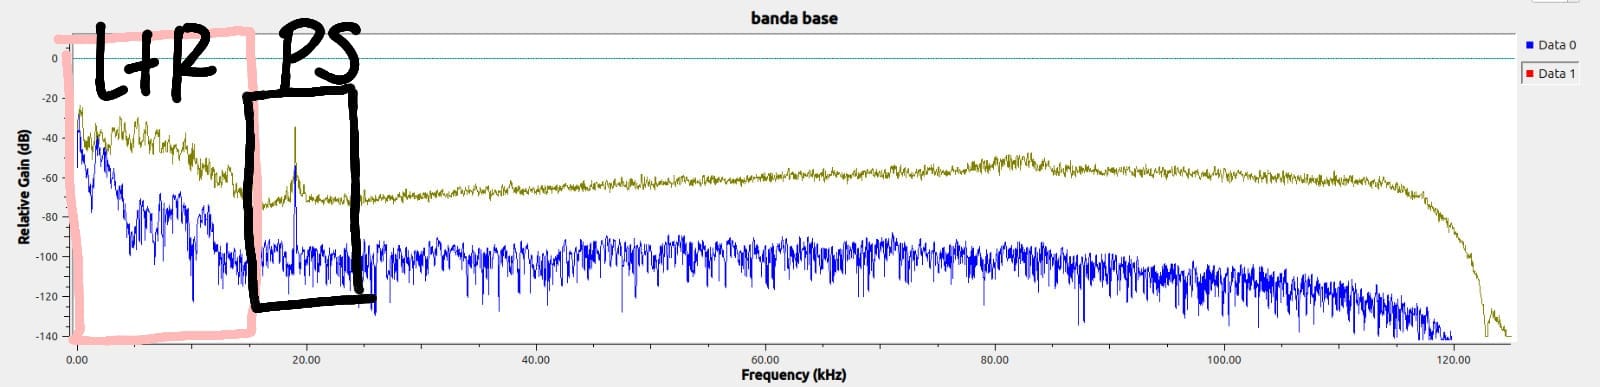 banda base
L+R PS
Data 0
Data 1
Relative Gain (dB)
0
-20
-40
-60
-80
-100
-120
-140
0.00 20.00 40.00 60.00 80.00 100.00 120.00
Frequency (kHz)